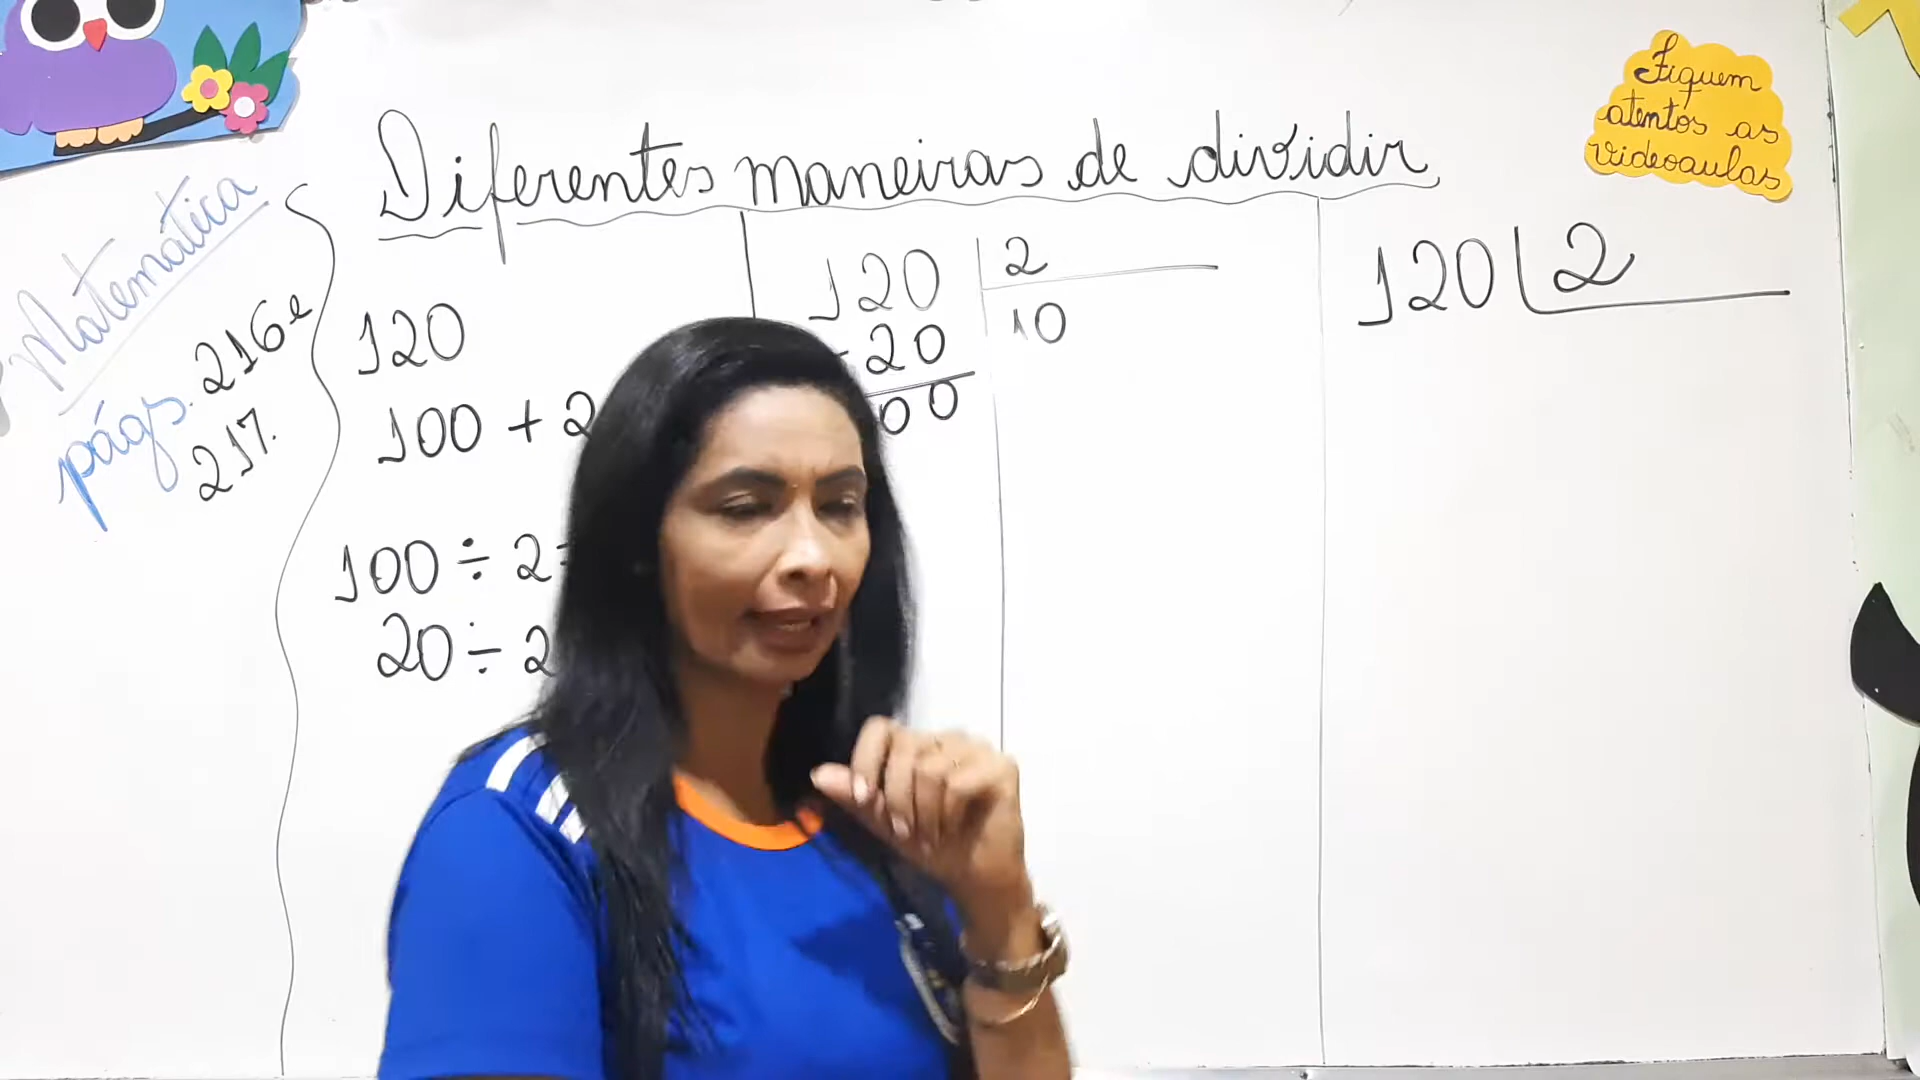 Matemática
págs. 216 e
217.
Diferentes maneiras de dividir
120
100 + 2
100 ÷ 2
20 ÷ 2
120 2
- 20 10
00
120 2
Fiquem
atentos as
videoaulas